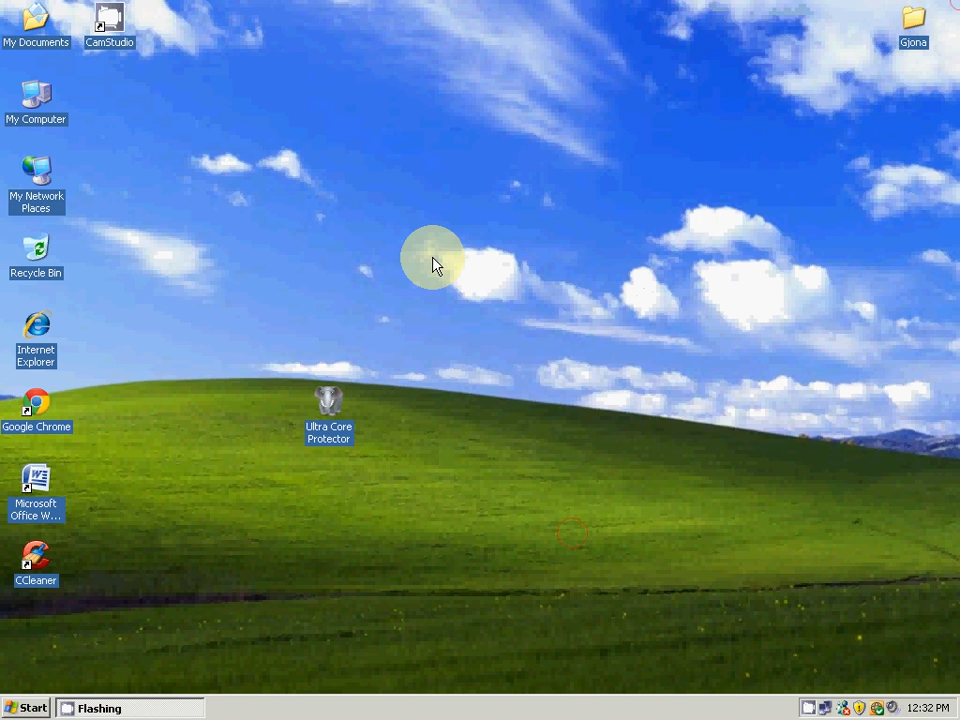 My Documents
CamStudio
Gjona
My Computer
My Network
Places
Recycle Bin
Internet
Explorer
Google Chrome
Ultra Core
Protector
Microsoft
Office W...
CCleaner
Start
Flashing
12:32 PM